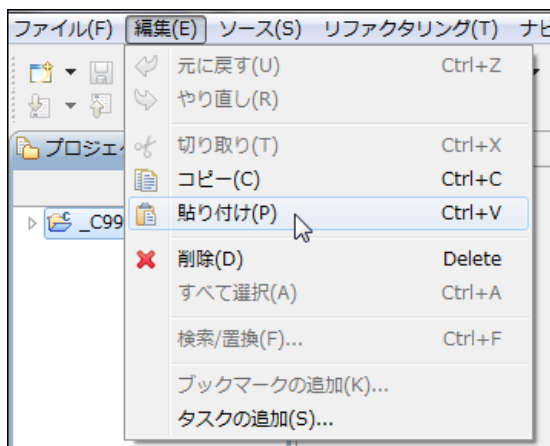 ファイル(F) 編集(E) ソース(S) リファクタリング(T) ナビ
元に戻す(U) Ctrl+Z
やり直し(R)
切り取り(T) Ctrl+X
プロジェ
コピー(C) Ctrl+C
貼り付け(P) Ctrl+V
_C99
削除(D) Delete
すべて選択(A) Ctrl+A
検索/置換(F)... Ctrl+F
ブックマークの追加(K)...
タスクの追加(S)...